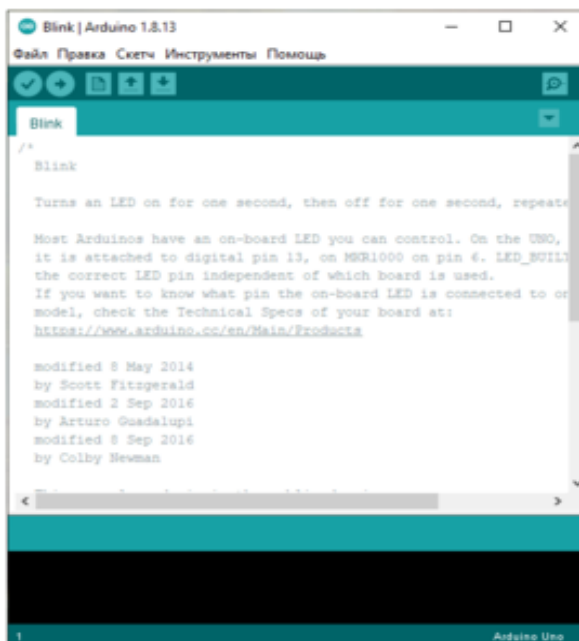 Blink | Arduino 1.8.13
Файл Правка Скетч Инструменты Помощь
Blink
/*
Blink
Turns an LED on for one second, then off for one second, repeate
Most Arduinos have an on-board LED you can control. On the UNO,
it is attached to digital pin 13, on MKR1000 on pin 6. LED_BUILT
the correct LED pin independent of which board is used.
If you want to know what pin the on-board LED is connected to on
model, check the Technical Specs of your board at:
https://www.arduino.cc/en/Main/Products
modified 8 May 2014
by Scott Fitzgerald
modified 2 Sep 2016
by Arturo Guadalupi
modified 8 Sep 2016
by Colby Newman
1
Arduino Uno